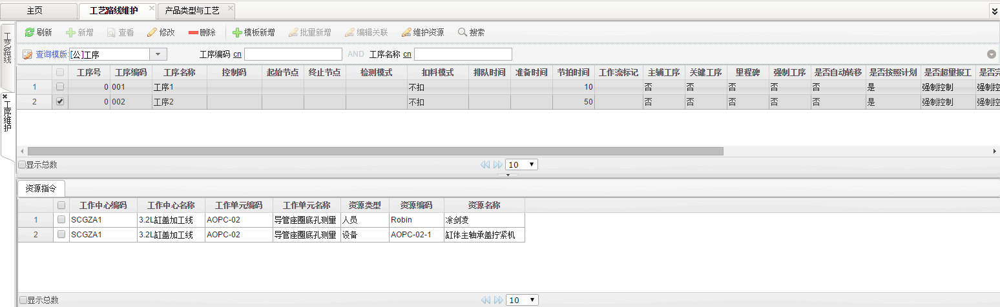 主页 工艺路线维护 产品类型与工艺
工艺路线
工序维护
刷新 新增 查看 修改 删除 模板新增 批量新增 编辑关联 维护资源 搜索
查询模版: [公]工序 工序编码 cn AND 工序名称 cn
工序号 工序编码 工序名称 控制码 起始节点 终止节点 检测模式 扣料模式 排队时间 准备时间 节拍时间 工作流标记 主辅工序 关键工序 里程碑 强制工序 是否自动转移 是否按照计划 是否超量报工 是否完
1 0 001 工序1 不扣 10 否 否 否 否 否 是 强制控制 强制控
2 0 002 工序2 不扣 50 否 否 否 否 否 是 强制控制 强制控
显示总数 10
资源指令
工作中心编码 工作中心名称 工作单元编码 工作单元名称 资源类型 资源编码 资源名称
1 SCGZA1 3.2L缸盖加工线 AOPC-02 导管座圈底孔测量 人员 Robin 涂剑凌
2 SCGZA1 3.2L缸盖加工线 AOPC-02 导管座圈底孔测量 设备 AOPC-02-1 缸体主轴承盖拧紧机
显示总数 10